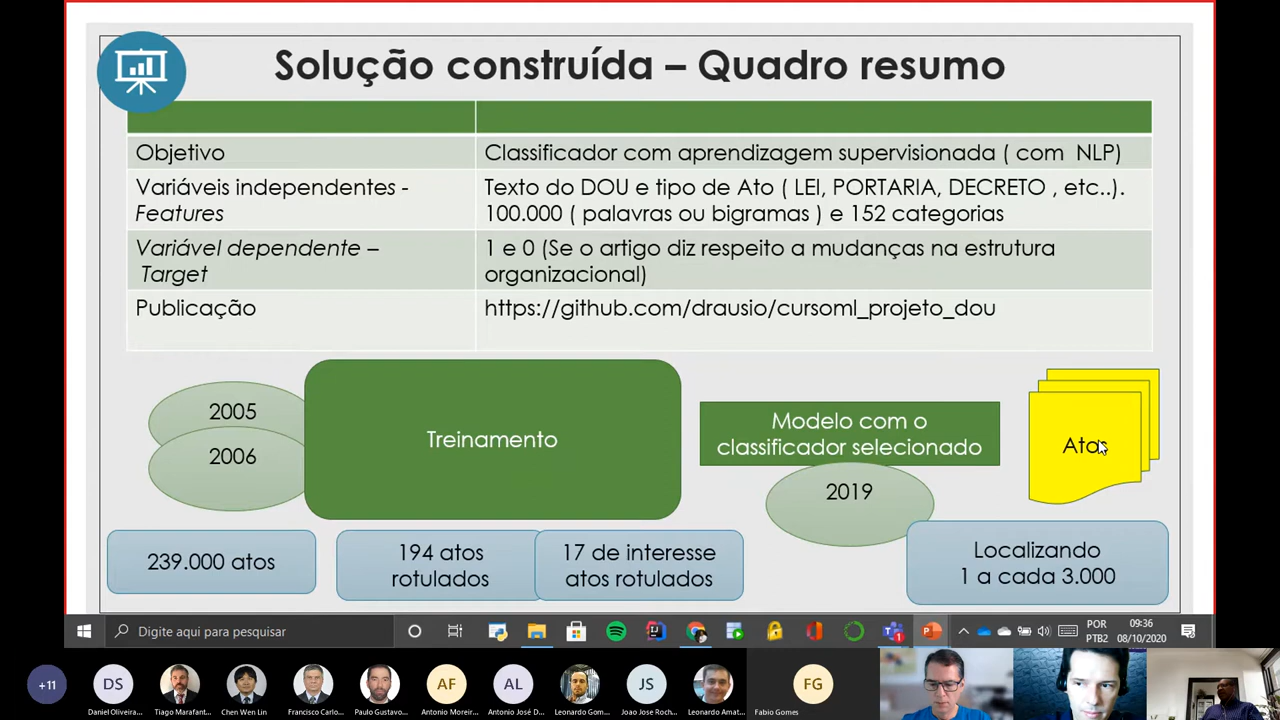 Solução construída – Quadro resumo
Objetivo
Classificador com aprendizagem supervisionada ( com NLP)
Variáveis independentes -
Features
Texto do DOU e tipo de Ato ( LEI, PORTARIA, DECRETO , etc..).
100.000 ( palavras ou bigramas ) e 152 categorias
Variável dependente –
Target
1 e 0 (Se o artigo diz respeito a mudanças na estrutura
organizacional)
Publicação
https://github.com/drausio/cursoml_projeto_dou
2005
2006
Treinamento
Modelo com o
classificador selecionado
2019
Atos
239.000 atos
194 atos
rotulados
17 de interesse
atos rotulados
Localizando
1 a cada 3.000
Digite aqui para pesquisar
POR
PTB2
09:36
08/10/2020
+11
DS
AF
AL
JS
FG
Daniel Oliveira...
Tiago Marafant...
Chen Wen Lin
Francisco Carlo...
Paulo Gustavo...
Antonio Moreir...
Antonio José D...
Leonardo Gom...
Joao Jose Roch...
Leonardo Amat...
Fabio Gomes